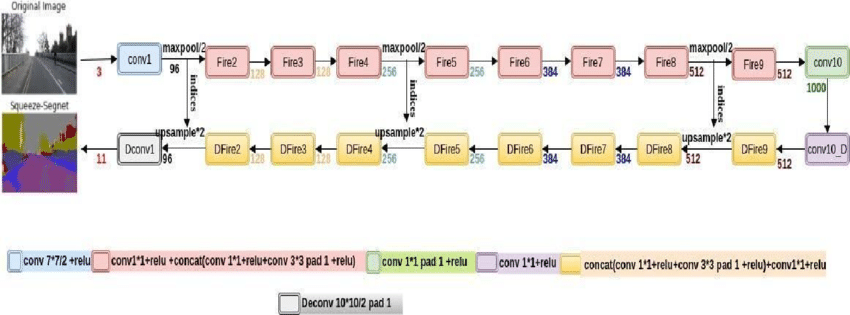 Original Image
3
conv1
maxpool/2
96
Fire2
128
Fire3
128
Fire4
maxpool/2
256
Fire5
256
Fire6
384
Fire7
384
Fire8
maxpool/2
512
Fire9
512
conv10
1000
indices
indices
indices
Squeeze-Segnet
11
Dconv1
upsample*2
96
DFire2
128
DFire3
128
DFire4
upsample*2
256
DFire5
256
DFire6
384
DFire7
384
DFire8
upsample*2
512
DFire9
512
conv10_D
conv 7*7/2 +relu
conv1*1+relu +concat(conv 1*1+relu+conv 3*3 pad 1 +relu)
conv 1*1 pad 1 +relu
conv 1*1+relu
concat(conv 1*1+relu+conv 3*3 pad 1 +relu)+conv1*1+relu
Deconv 10*10/2 pad 1